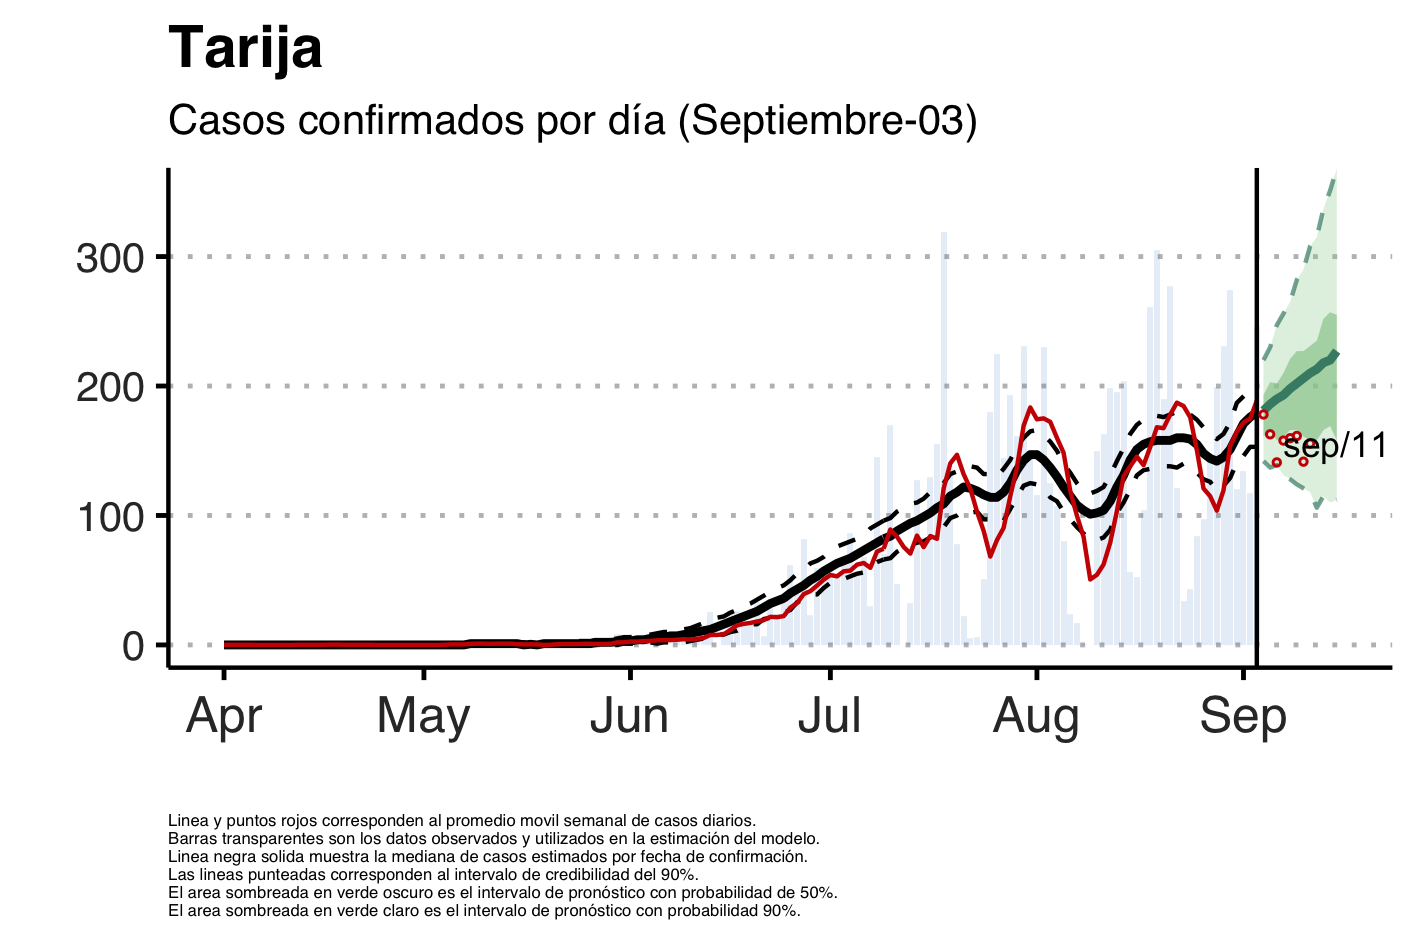 Tarija
Casos confirmados por día (Septiembre-03)
300
200
100
0
sep/11
Apr May Jun Jul Aug Sep
Linea y puntos rojos corresponden al promedio movil semanal de casos diarios.
Barras transparentes son los datos observados y utilizados en la estimación del modelo.
Linea negra solida muestra la mediana de casos estimados por fecha de confirmación.
Las lineas punteadas corresponden al intervalo de credibilidad del 90%.
El area sombreada en verde oscuro es el intervalo de pronóstico con probabilidad de 50%.
El area sombreada en verde claro es el intervalo de pronóstico con probabilidad 90%.